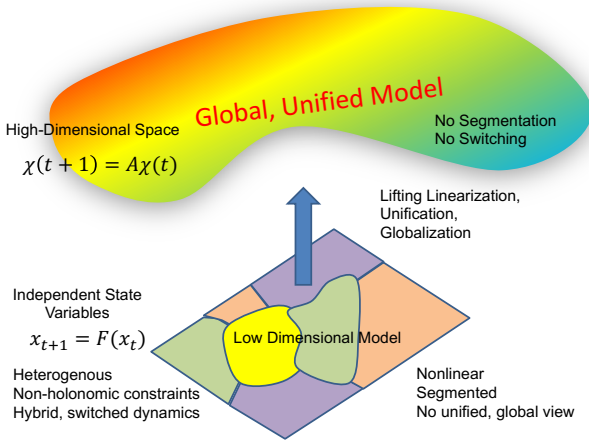 Global, Unified Model
High-Dimensional Space
χ(t + 1) = Aχ(t)
No Segmentation
No Switching
Lifting Linearization,
Unification,
Globalization
Independent State
Variables
x_{t+1} = F(x_t)
Low Dimensional Model
Heterogenous
Non-holonomic constraints
Hybrid, switched dynamics
Nonlinear
Segmented
No unified, global view